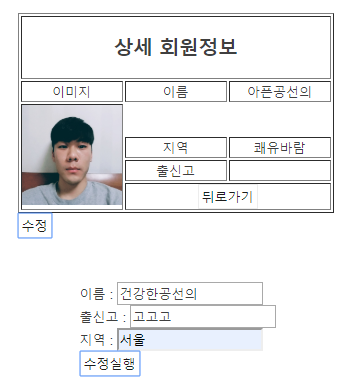 상세 회원정보
이미지 이름 아픈공선의
지역 쾌유바람
출신고
뒤로가기
수정
이름 : 건강한공선의
출신고 : 고고고
지역 : 서울
수정실행